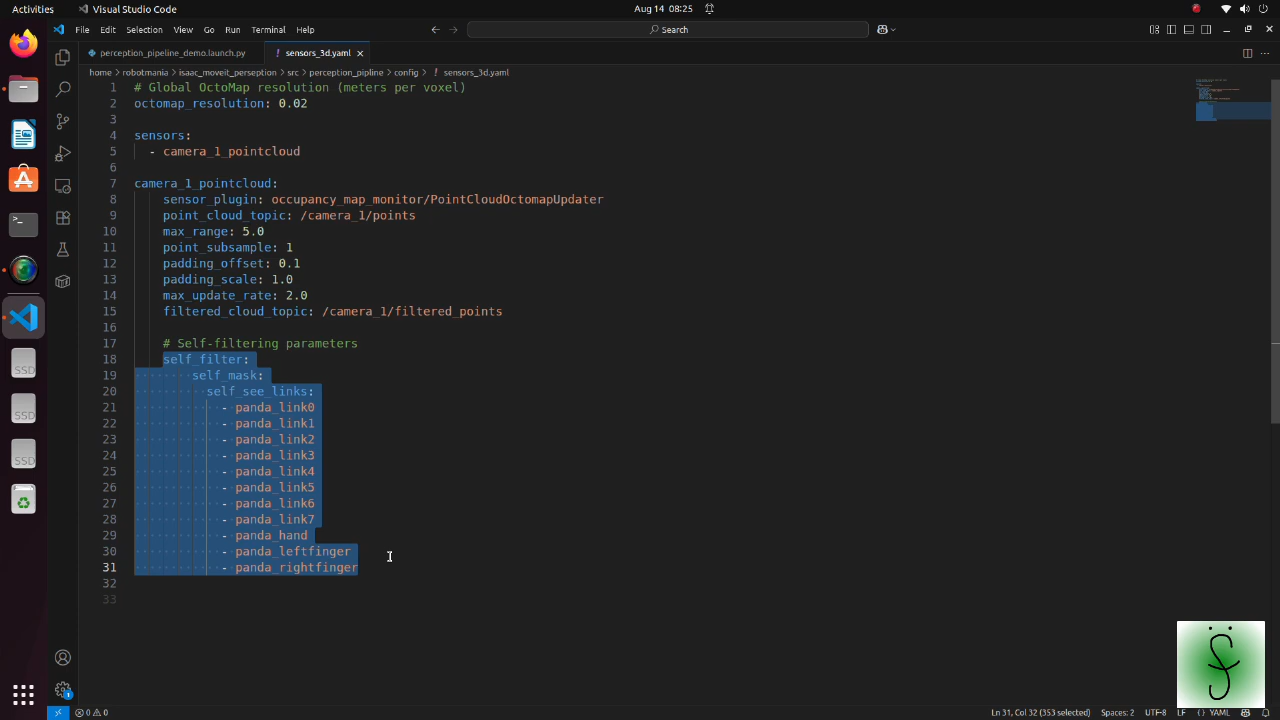 Activities
Visual Studio Code
Aug 14 08:25
File Edit Selection View Go Run Terminal Help
Search
perception_pipeline_demo.launch.py
! sensors_3d.yaml
home > robotmania > isaac_moveit_perseption > src > perception_pipline > config > ! sensors_3d.yaml
1 # Global OctoMap resolution (meters per voxel)
2 octomap_resolution: 0.02
3
4 sensors:
5 - camera_1_pointcloud
6
7 camera_1_pointcloud:
8 sensor_plugin: occupancy_map_monitor/PointCloudOctomapUpdater
9 point_cloud_topic: /camera_1/points
10 max_range: 5.0
11 point_subsample: 1
12 padding_offset: 0.1
13 padding_scale: 1.0
14 max_update_rate: 2.0
15 filtered_cloud_topic: /camera_1/filtered_points
16
17 # Self-filtering parameters
18 self_filter:
19 self_mask:
20 self_see_links:
21 - panda_link0
22 - panda_link1
23 - panda_link2
24 - panda_link3
25 - panda_link4
26 - panda_link5
27 - panda_link6
28 - panda_link7
29 - panda_hand
30 - panda_leftfinger
31 - panda_rightfinger
32
33
SSD
SSD
SSD
1
0 0
Ln 31, Col 32 (353 selected)
Spaces: 2
UTF-8
LF
{} YAML